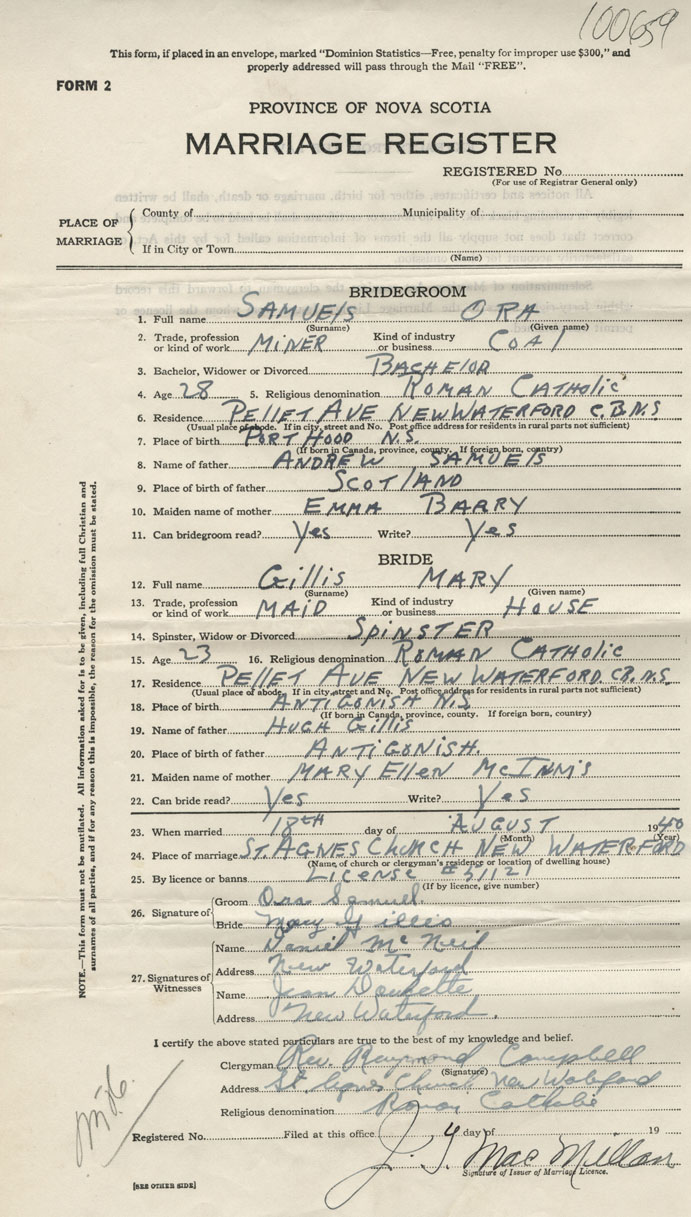 100659
This form, if placed in an envelope, marked "Dominion Statistics—Free, penalty for improper use $300," and
properly addressed will pass through the Mail "FREE".
FORM 2
PROVINCE OF NOVA SCOTIA
MARRIAGE REGISTER
REGISTERED No.
(For use of Registrar General only)
PLACE OF MARRIAGE
County of Municipality of
If in City or Town
(Name)
BRIDEGROOM
1. Full name SAMUElS ORA
(Surname) (Given name)
2. Trade, profession or kind of work MINER Kind of industry or business COAl
3. Bachelor, Widower or Divorced BACHElOR
4. Age 28 5. Religious denomination ROMAN CATHOlic
6. Residence PELLET AVE NEW WATERFORD C.B.N.S
(Usual place of abode. If in city, street and No. Post office address for residents in rural parts not sufficient)
7. Place of birth PORT HOOD N.S.
(If born in Canada, province, county. If foreign born, country)
8. Name of father ANDREW SAMUElS
9. Place of birth of father SCOTlAND
10. Maiden name of mother EMMA BARRY
11. Can bridegroom read? Yes Write? Yes
BRIDE
12. Full name Gillis MARY
(Surname) (Given name)
13. Trade, profession or kind of work MAID Kind of industry or business HOUSE
14. Spinster, Widow or Divorced SPINSTER
15. Age 23 16. Religious denomination ROMAN CATHOlic
17. Residence PELLET AVE NEW WATERFORD. C.B. N.S.
(Usual place of abode. If in city, street and No. Post office address for residents in rural parts not sufficient)
18. Place of birth ANTIGONISH N.S
(If born in Canada, province, county. If foreign born, country)
19. Name of father HUGH Gillis
20. Place of birth of father ANTIGONISH.
21. Maiden name of mother MARY Ellen McINNIS
22. Can bride read? Yes Write? Yes
23. When married 18TH day of AUGUST 1940
(Month) (Year)
24. Place of marriage ST. AGNES CHURCH NEW WATERFORD
(Name, of church or clergyman's residence or location of dwelling house)
25. By licence or banns License #51121
(If by licence, give number)
26. Signature of
Groom Ora Samuel.
Bride Mary Gillis
27. Signatures of Witnesses
Name Daniel McNeil
Address New Waterford
Name Jean Doucette
Address New Waterford.
I certify the above stated particulars are true to the best of my knowledge and belief.
Clergyman Rev. Raymond Campbell
(Signature)
Address St. Agnes Church New Waterford
Religious denomination Roman Catholic
Registered No. Filed at this office day of 19
J. Mac Millan
Signature of Issuer of Marriage Licence.
[SEE OTHER SIDE]
NOTE.—This form must not be mutilated. All information asked for is to be given, including full Christian and
surnames of all parties, and if for any reason this is impossible, the reason for the omission must be stated.